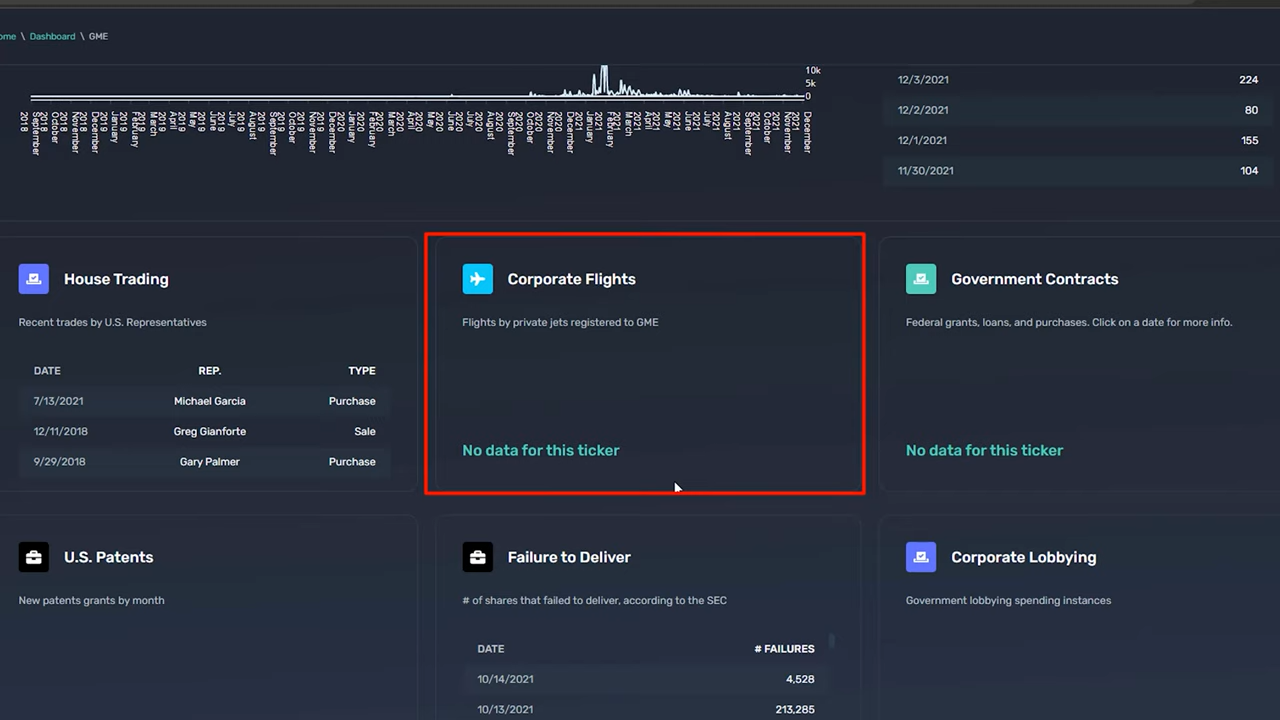 ome \ Dashboard \ GME
10k
5k
0
12/3/2021 224
12/2/2021 80
12/1/2021 155
11/30/2021 104
House Trading
Recent trades by U.S. Representatives
DATE REP. TYPE
7/13/2021 Michael Garcia Purchase
12/11/2018 Greg Gianforte Sale
9/29/2018 Gary Palmer Purchase
Corporate Flights
Flights by private jets registered to GME
No data for this ticker
Government Contracts
Federal grants, loans, and purchases. Click on a date for more info.
No data for this ticker
U.S. Patents
New patents grants by month
Failure to Deliver
# of shares that failed to deliver, according to the SEC
DATE # FAILURES
10/14/2021 4,528
10/13/2021 213,285
Corporate Lobbying
Government lobbying spending instances